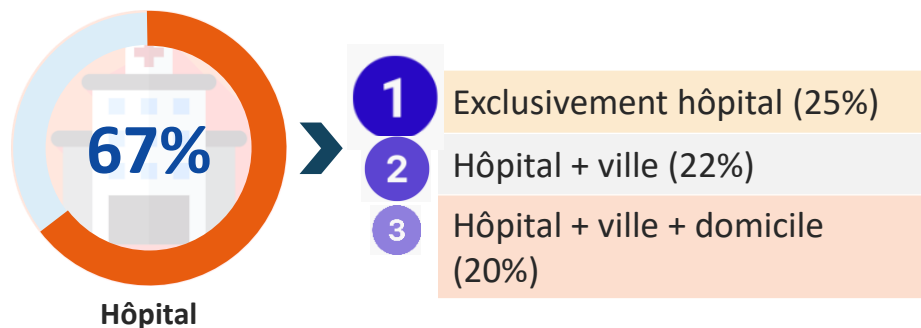 67%
Hôpital
1
Exclusivement hôpital (25%)
2
Hôpital + ville (22%)
3
Hôpital + ville + domicile
(20%)